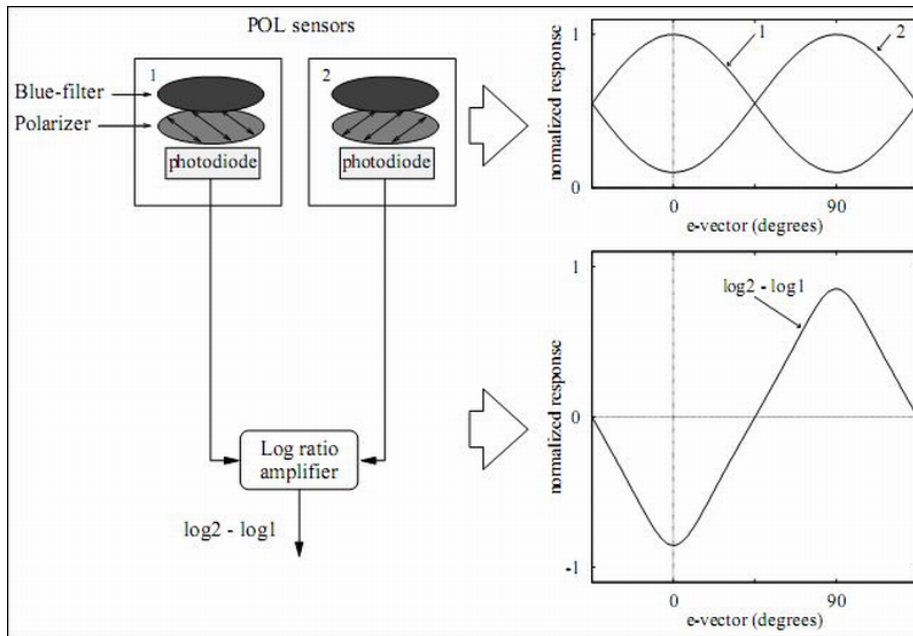 POL sensors
1
2
Blue-filter
Polarizer
photodiode
photodiode
Log ratio
amplifier
log2 - log1
1
1
2
normalized response
0
0
90
e-vector (degrees)
1
log2 - log1
normalized response
0
-1
0
90
e-vector (degrees)